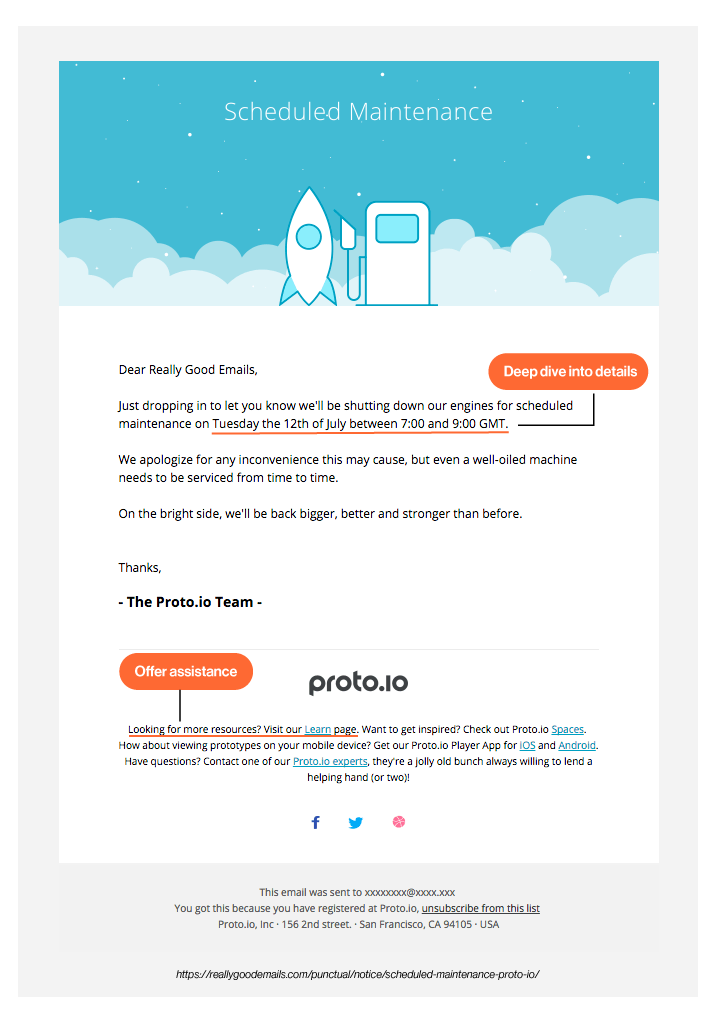 Scheduled Maintenance
Dear Really Good Emails,
Deep dive into details
Just dropping in to let you know we'll be shutting down our engines for scheduled
maintenance on Tuesday the 12th of July between 7:00 and 9:00 GMT.
We apologize for any inconvenience this may cause, but even a well-oiled machine
needs to be serviced from time to time.
On the bright side, we'll be back bigger, better and stronger than before.
Thanks,
- The Proto.io Team -
Offer assistance
proto.io
Looking for more resources? Visit our Learn page. Want to get inspired? Check out Proto.io Spaces.
How about viewing prototypes on your mobile device? Get our Proto.io Player App for iOS and Android.
Have questions? Contact one of our Proto.io experts, they're a jolly old bunch always willing to lend a
helping hand (or two)!
This email was sent to xxxxxxxx@xxxx.xxx
You got this because you have registered at Proto.io, unsubscribe from this list
Proto.io, Inc · 156 2nd street. · San Francisco, CA 94105 · USA
https://reallygoodemails.com/punctual/notice/scheduled-maintenance-proto-io/